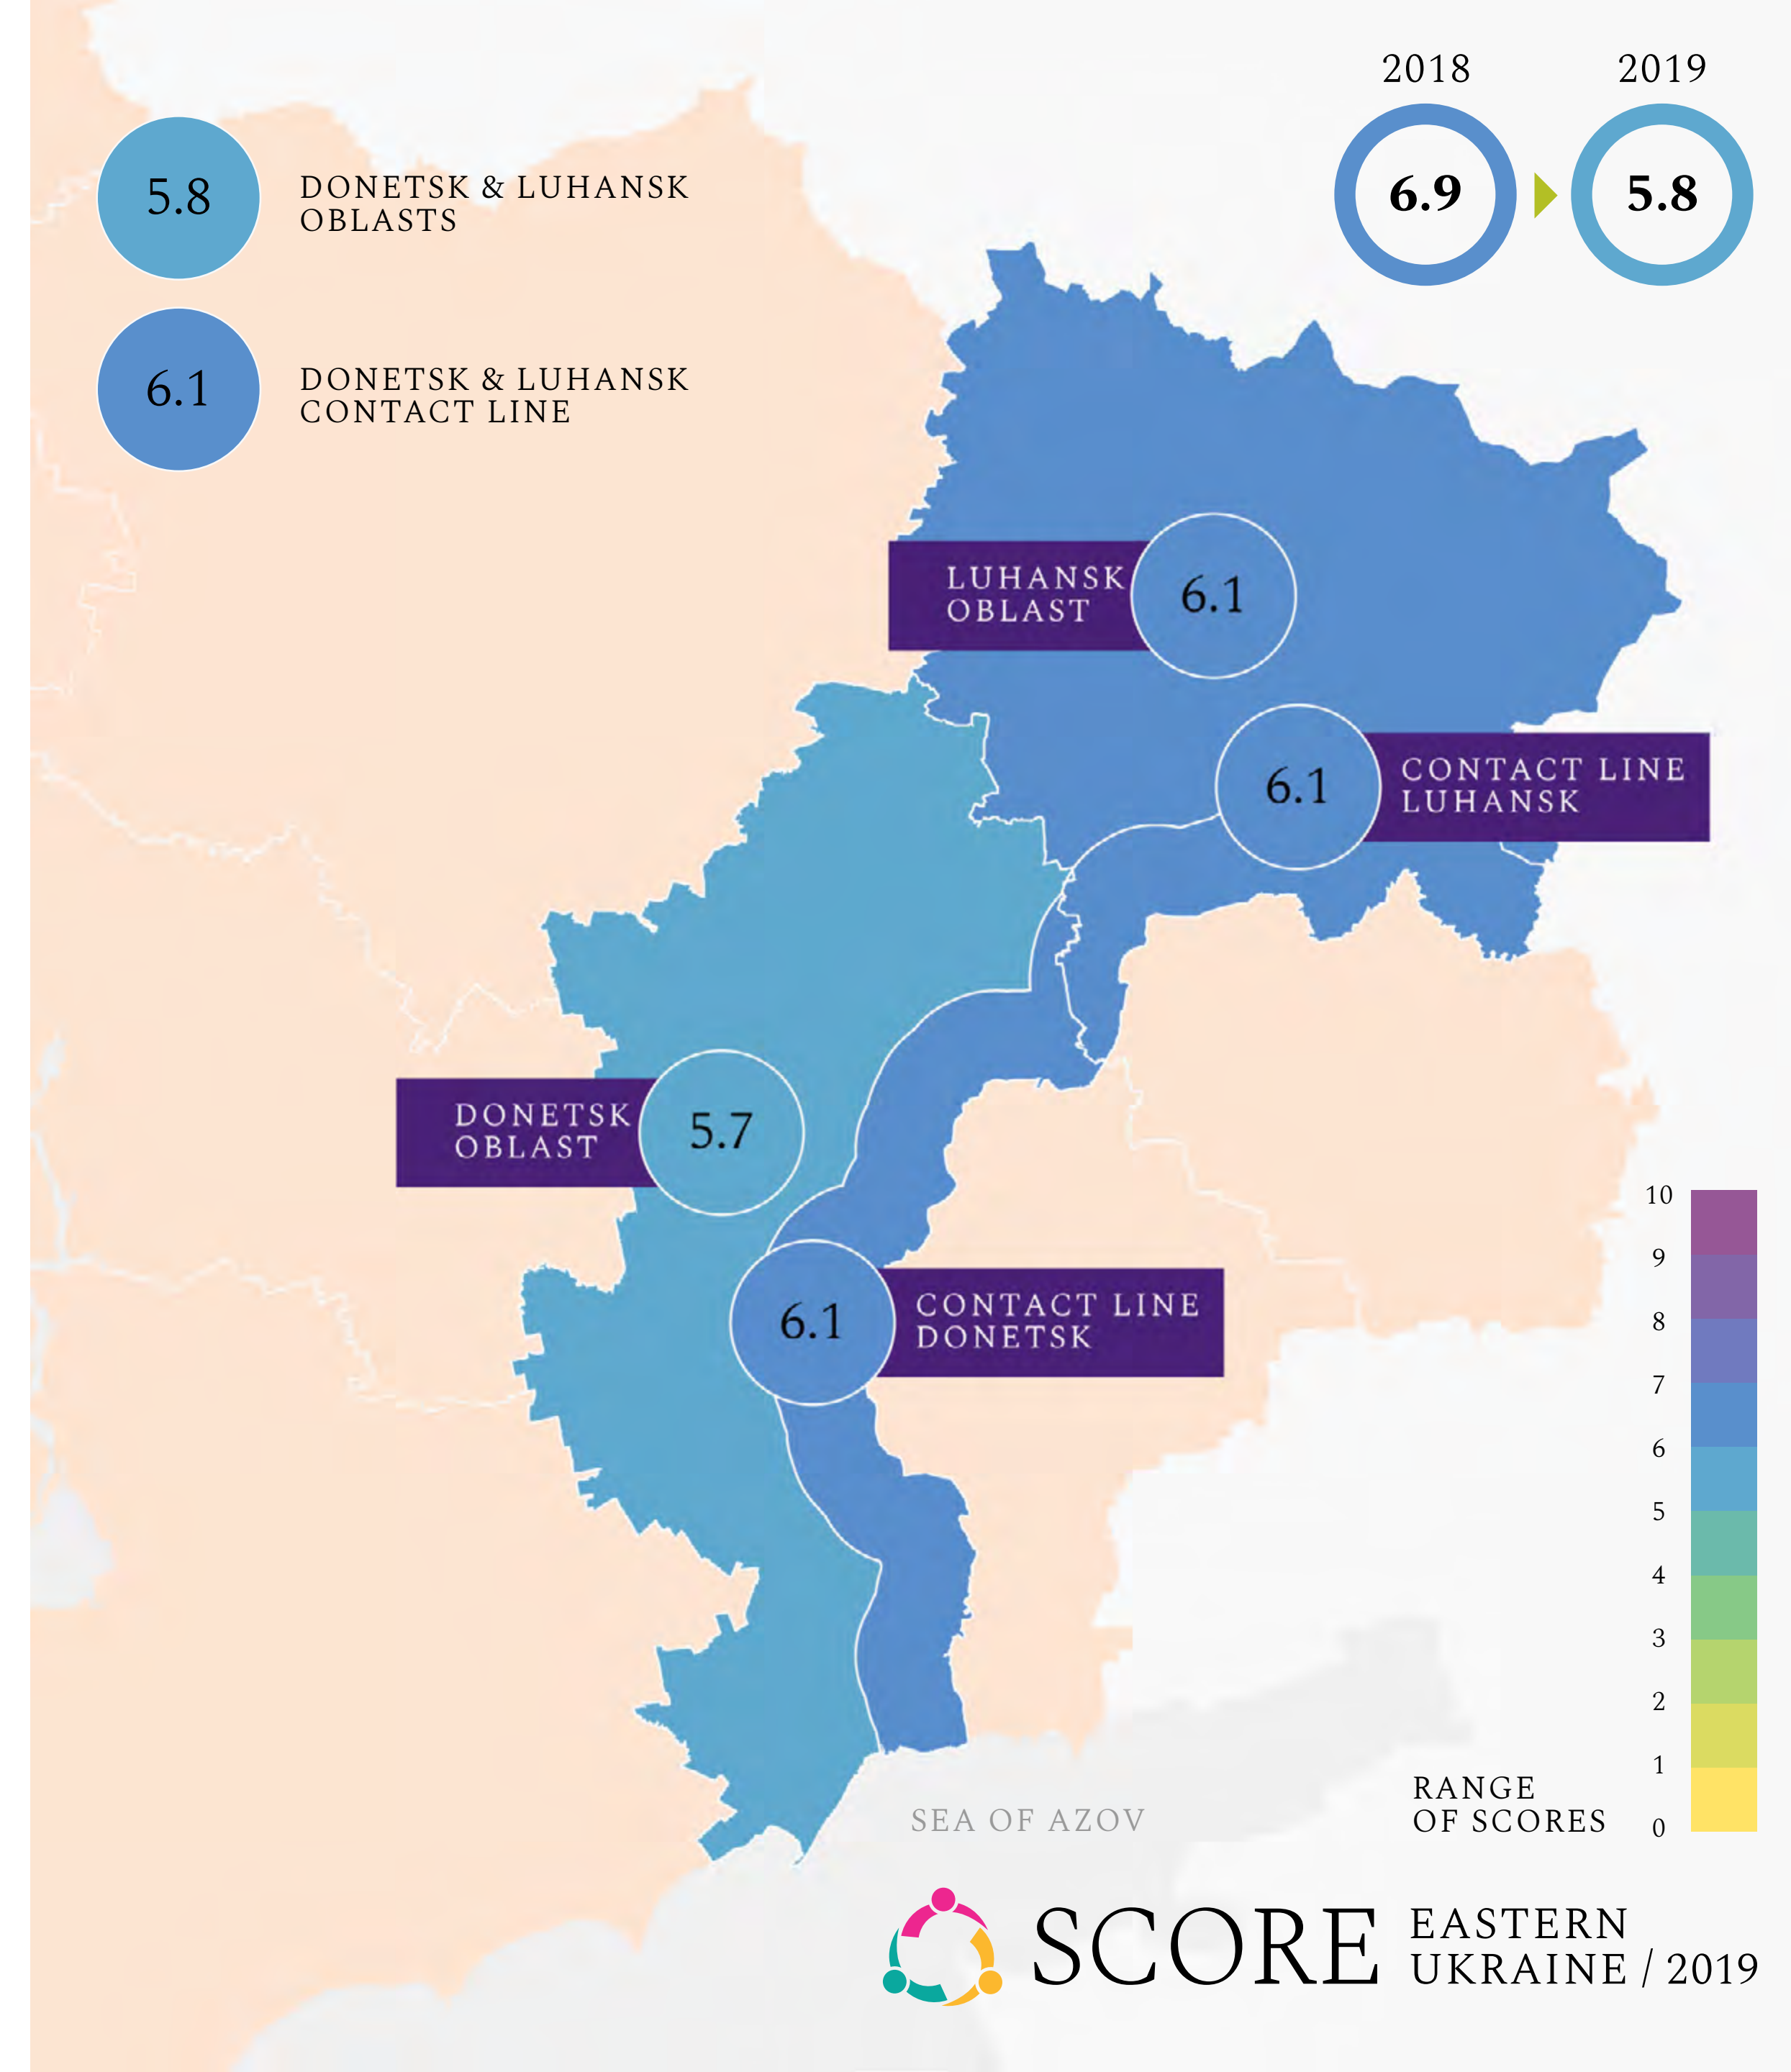 2018
2019
6.9
5.8
5.8
DONETSK & LUHANSK
OBLASTS
6.1
DONETSK & LUHANSK
CONTACT LINE
LUHANSK
OBLAST
6.1
6.1
CONTACT LINE
LUHANSK
DONETSK
OBLAST
5.7
6.1
CONTACT LINE
DONETSK
10
9
8
7
6
5
4
3
2
1
0
RANGE
OF SCORES
SEA OF AZOV
SCORE
EASTERN
UKRAINE / 2019